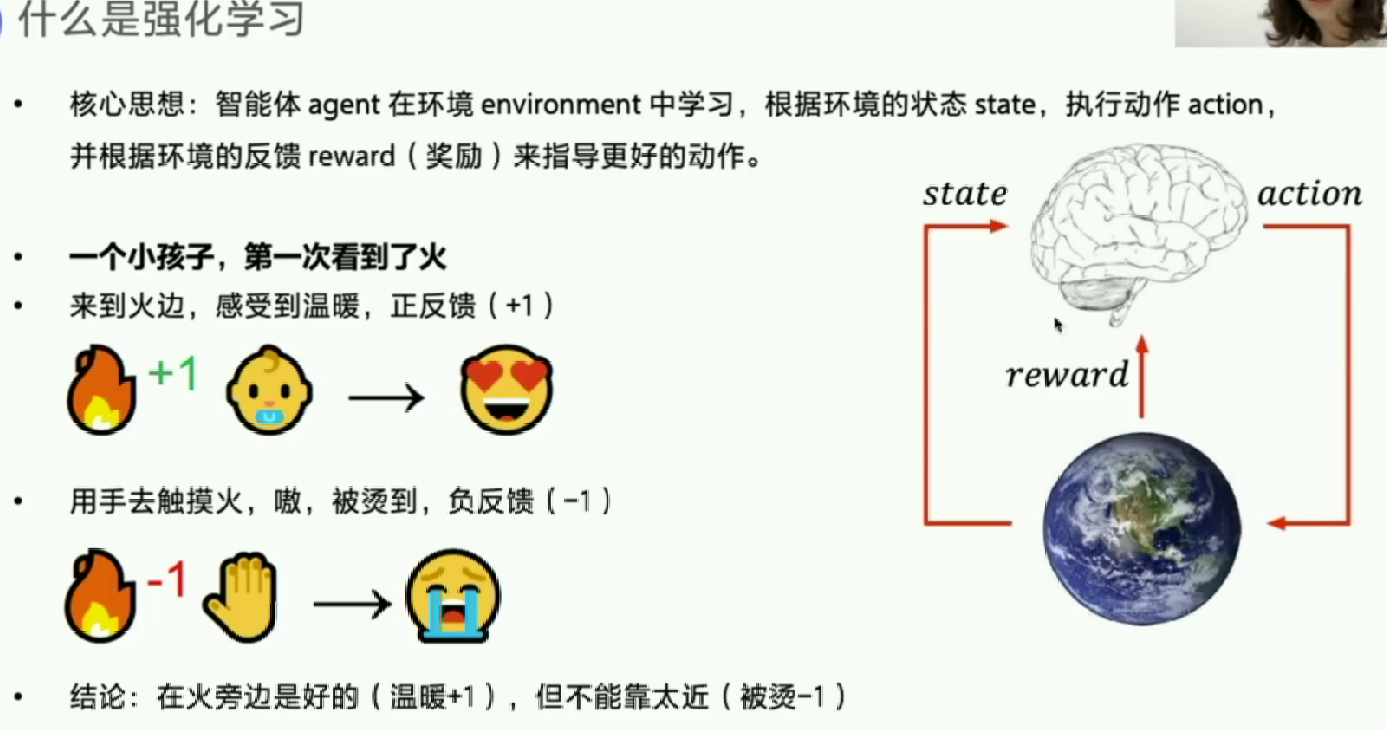 什么是强化学习
• 核心思想：智能体 agent 在环境 environment 中学习，根据环境的状态 state，执行动作 action，
并根据环境的反馈 reward（奖励）来指导更好的动作。
• 一个小孩子，第一次看到了火
• 来到火边，感受到温暖，正反馈（+1）
+1
• 用手去触摸火，嗷，被烫到，负反馈（-1）
-1
• 结论：在火旁边是好的（温暖+1），但不能靠太近（被烫-1）
state
action
reward